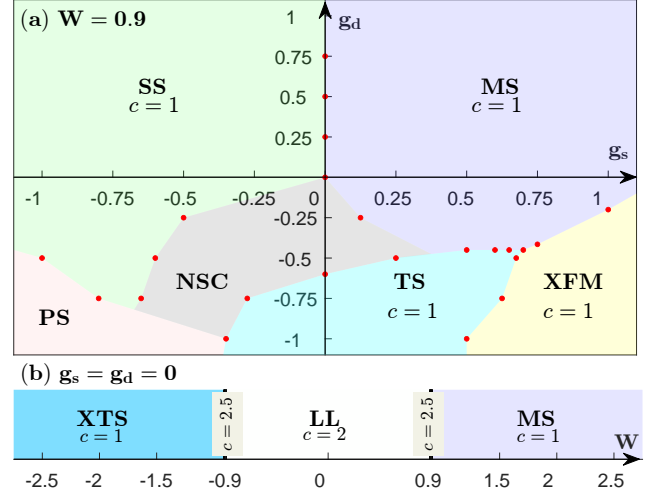 (a) W = 0.9
1
g_d
0.75
SS
c = 1
MS
c = 1
0.5
0.25
g_s
-1
-0.75
-0.5
-0.25
0
0.25
0.5
0.75
1
-0.25
-0.5
NSC
TS
c = 1
XFM
c = 1
-0.75
PS
-1
(b) g_s = g_d = 0
XTS
c = 1
c = 2.5
LL
c = 2
c = 2.5
MS
c = 1
W
-2.5
-2
-1.5
-0.9
0
0.9
1.5
2
2.5